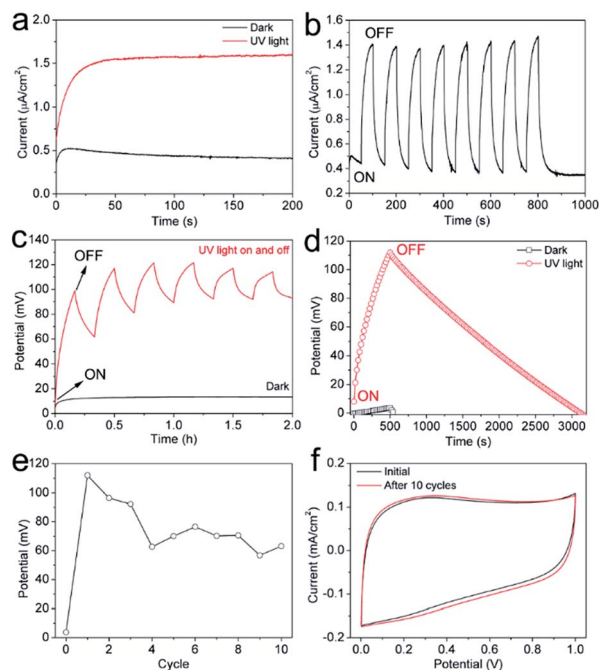 a
Dark
UV light
Current (µA/cm²)
2.0
1.5
1.0
0.5
0.0
0 50 100 150 200
Time (s)
b
OFF
ON
Current (µA/cm²)
1.6
1.4
1.2
1.0
0.8
0.6
0.4
0.2
0 200 400 600 800 1000
Time (s)
c
UV light on and off
OFF
ON
Dark
Potential (mV)
140
120
100
80
60
40
20
0
0.0 0.5 1.0 1.5 2.0
Time (h)
d
OFF
Dark
UV light
ON
Potential (mV)
120
100
80
60
40
20
0
0 500 1000 1500 2000 2500 3000
Time (s)
e
Potential (mV)
120
100
80
60
40
20
0
0 2 4 6 8 10
Cycle
f
Initial
After 10 cycles
Current (mA/cm²)
0.2
0.1
0.0
-0.1
-0.2
0.0 0.2 0.4 0.6 0.8 1.0
Potential (V)